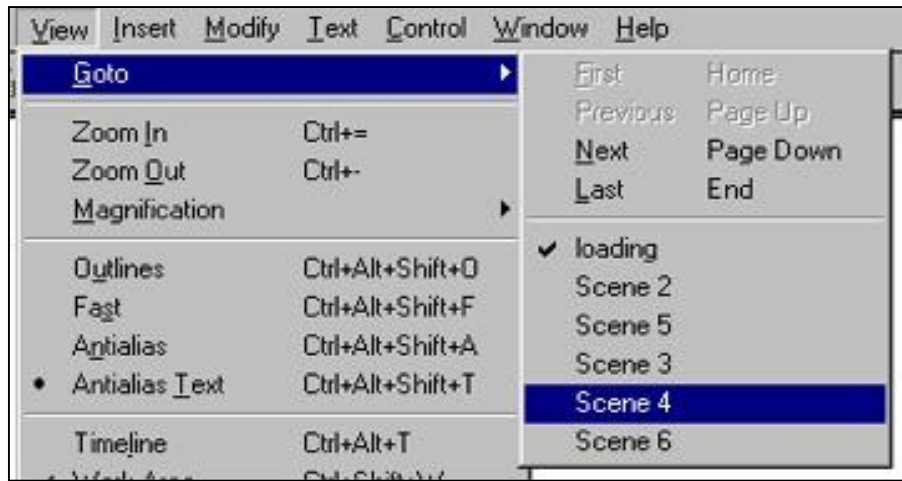 View Insert Modify Text Control Window Help
Goto
Zoom In Ctrl+=
Zoom Out Ctrl+-
Magnification
Outlines Ctrl+Alt+Shift+O
Fast Ctrl+Alt+Shift+F
Antialias Ctrl+Alt+Shift+A
Antialias Text Ctrl+Alt+Shift+T
Timeline Ctrl+Alt+T
First Home
Previous Page Up
Next Page Down
Last End
loading
Scene 2
Scene 5
Scene 3
Scene 4
Scene 6